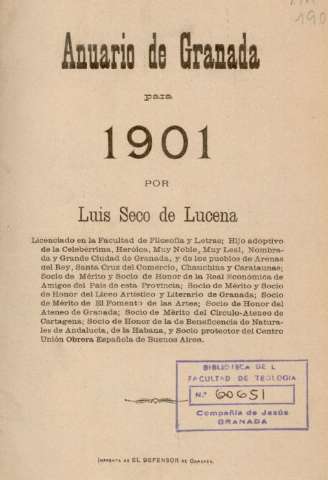 Anuario de Granada
para
1901
POR
Luis Seco de Lucena
Licenciado en la Facultad de Filosofía y Letras; Hijo adoptivo
de la Celebérrima, Heróica, Muy Noble, Muy Leal, Nombra-
da y Grande Ciudad de Granada, y de los pueblos de Arenas
del Rey, Santa Cruz del Comercio, Chauchina y Carataunas;
Socio de Mérito y Socio de Honor de la Real Económica de
Amigos del País de esta Provincia; Socio de Mérito y Socio
de Honor del Liceo Artístico y Literario de Granada; Socio
de Mérito de El Fomento de las Artes; Socio de Honor del
Ateneo de Granada; Socio de Mérito del Círculo-Ateneo de
Cartagena; Socio de Honor de la de Beneficencia de Natura-
les de Andalucía, de la Habana, y Socio protector del Centro
Unión Obrera Española de Buenos Aires.
BIBLIOTECA DE L
FACULTAD DE TEOLOGIA
N.º 60651
Compañía de Jesús
GRANADA
IMPRENTA DE EL DEFENSOR DE GRANADA.